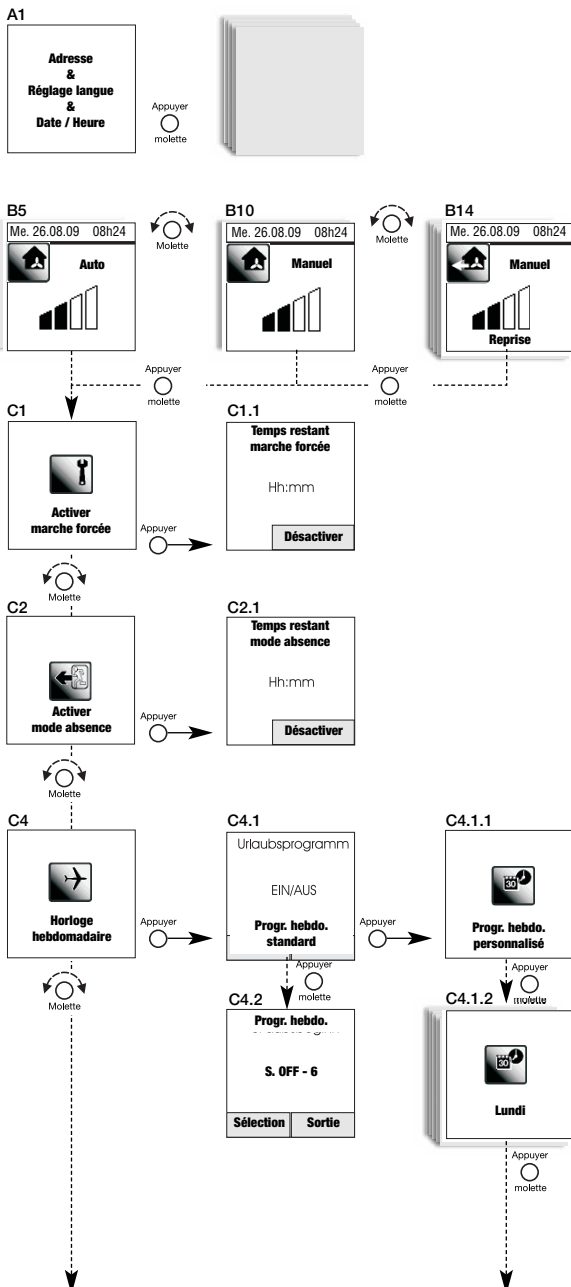 A1
Adresse
&
Réglage langue
&
Date / Heure
Appuyer
molette
B5
Me. 26.08.09 08h24
Auto
Molette
B10
Me. 26.08.09 08h24
Manuel
Molette
B14
Me. 26.08.09 08h24
Manuel
Reprise
Appuyer
molette
Appuyer
molette
C1
Activer
marche forcée
Appuyer
C1.1
Temps restant
marche forcée
Hh:mm
Désactiver
Molette
C2
Activer
mode absence
Appuyer
C2.1
Temps restant
mode absence
Hh:mm
Désactiver
Molette
C4
Horloge
hebdomadaire
Appuyer
C4.1
Urlaubsprogramm
EIN/AUS
Progr. hebdo.
standard
Appuyer
C4.1.1
30
Progr. hebdo.
personnalisé
Molette
Appuyer
molette
Appuyer
molette
C4.2
Progr. hebdo.
S. OFF - 6
Sélection Sortie
C4.1.2
30
Lundi
Appuyer
molette